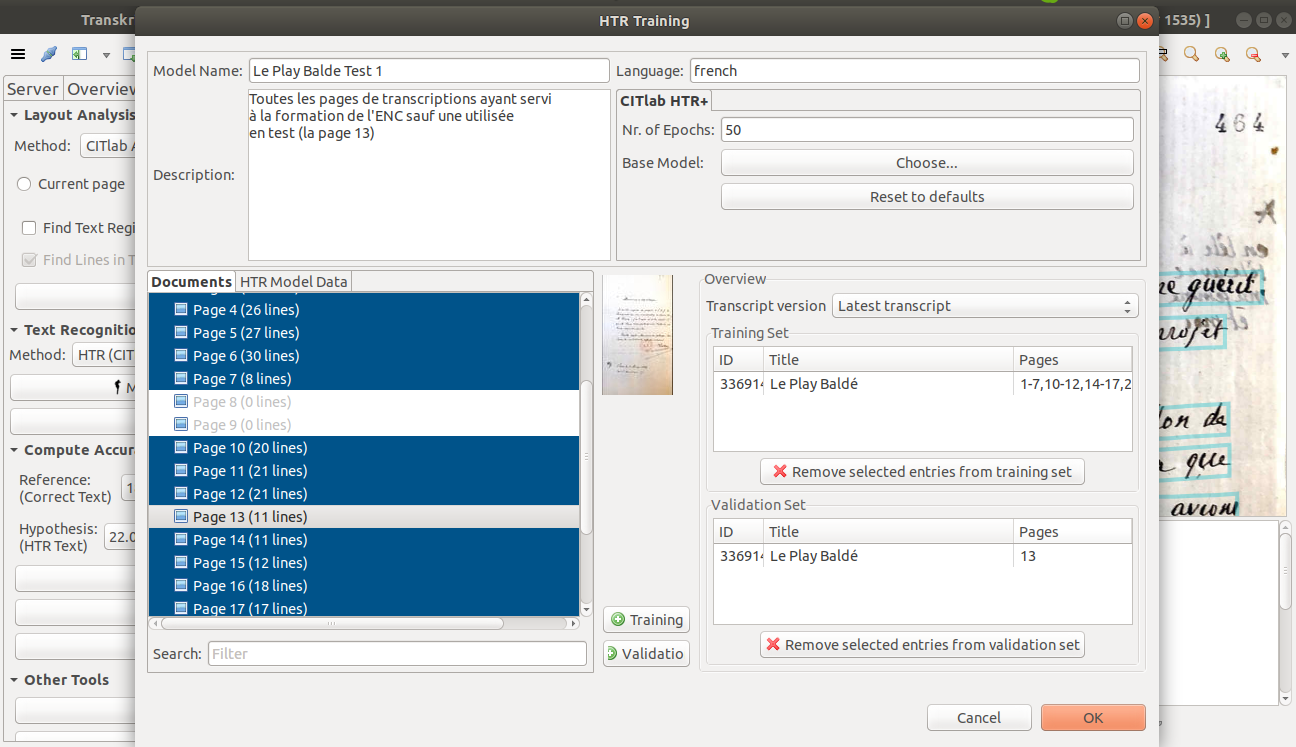 Transkr
HTR Training
1535) ]
Server
Overview
Layout Analysis
Method:
CITlab A
Current page
Find Text Regi
Find Lines in T
Text Recognitio
Method:
HTR (CIT
M
Compute Accur
Reference:
(Correct Text)
1
Hypothesis:
(HTR Text)
22.0
Other Tools
Model Name:
Le Play Balde Test 1
Language:
french
Description:
Toutes les pages de transcriptions ayant servi
à la formation de l'ENC sauf une utilisée
en test (la page 13)
CITlab HTR+
Nr. of Epochs:
50
Base Model:
Choose...
Reset to defaults
Documents
HTR Model Data
Page 4 (26 lines)
Page 5 (27 lines)
Page 6 (30 lines)
Page 7 (8 lines)
Page 8 (0 lines)
Page 9 (0 lines)
Page 10 (20 lines)
Page 11 (21 lines)
Page 12 (21 lines)
Page 13 (11 lines)
Page 14 (11 lines)
Page 15 (12 lines)
Page 16 (18 lines)
Page 17 (17 lines)
Search:
Filter
Training
Validatio
Overview
Transcript version
Latest transcript
Training Set
ID Title Pages
336914 Le Play Baldé 1-7,10-12,14-17,2
Remove selected entries from training set
Validation Set
ID Title Pages
336914 Le Play Baldé 13
Remove selected entries from validation set
Cancel
OK
464
guérit.
rojet
lon de
que
avions